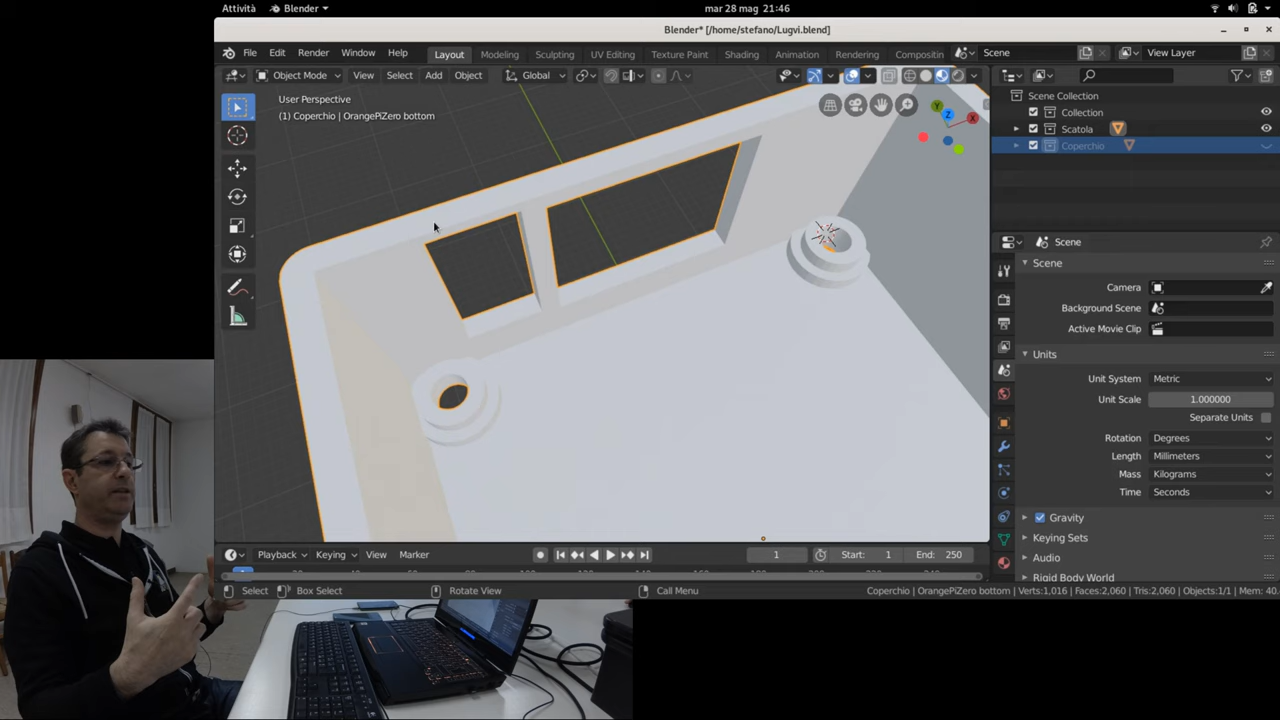 Attività
Blender
mar 28 mag 21:46
Blender* [/home/stefano/Lugvi.blend]
File Edit Render Window Help
Layout Modeling Sculpting UV Editing Texture Paint Shading Animation Rendering Compositin
Scene
View Layer
Object Mode
View Select Add Object
Global
User Perspective
(1) Coperchio | OrangePiZero bottom
Y
Z
X
Scene Collection
Collection
Scatola
Coperchio
Scene
Scene
Camera
Background Scene
Active Movie Clip
Units
Unit System Metric
Unit Scale 1.000000
Separate Units
Rotation Degrees
Length Millimeters
Mass Kilograms
Time Seconds
Gravity
Keying Sets
Audio
Rigid Body World
Playback Keying View Marker
1
Start: 1
End: 250
Select
Box Select
Rotate View
Call Menu
Coperchio | OrangePiZero bottom | Verts:1,016 | Faces:2,060 | Tris:2,060 | Objects:1/1 | Mem: 40.